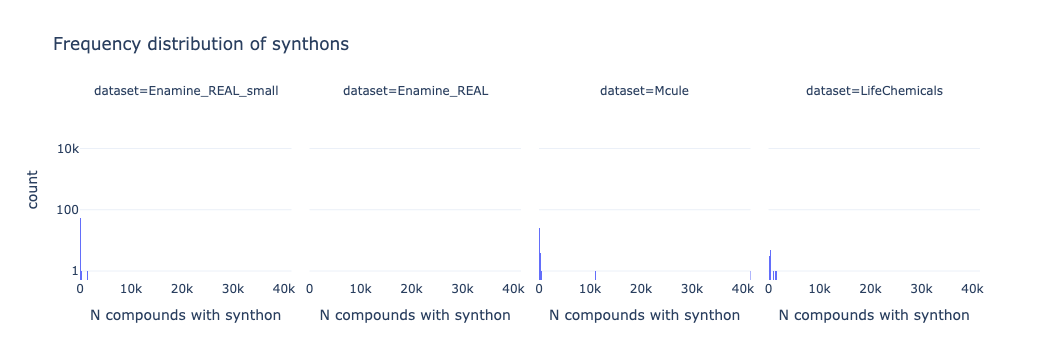 Frequency distribution of synthons
dataset=Enamine_REAL_small
dataset=Enamine_REAL
dataset=Mcule
dataset=LifeChemicals
count
10k
100
1
0 10k 20k 30k 40k
0 10k 20k 30k 40k
0 10k 20k 30k 40k
0 10k 20k 30k 40k
N compounds with synthon
N compounds with synthon
N compounds with synthon
N compounds with synthon